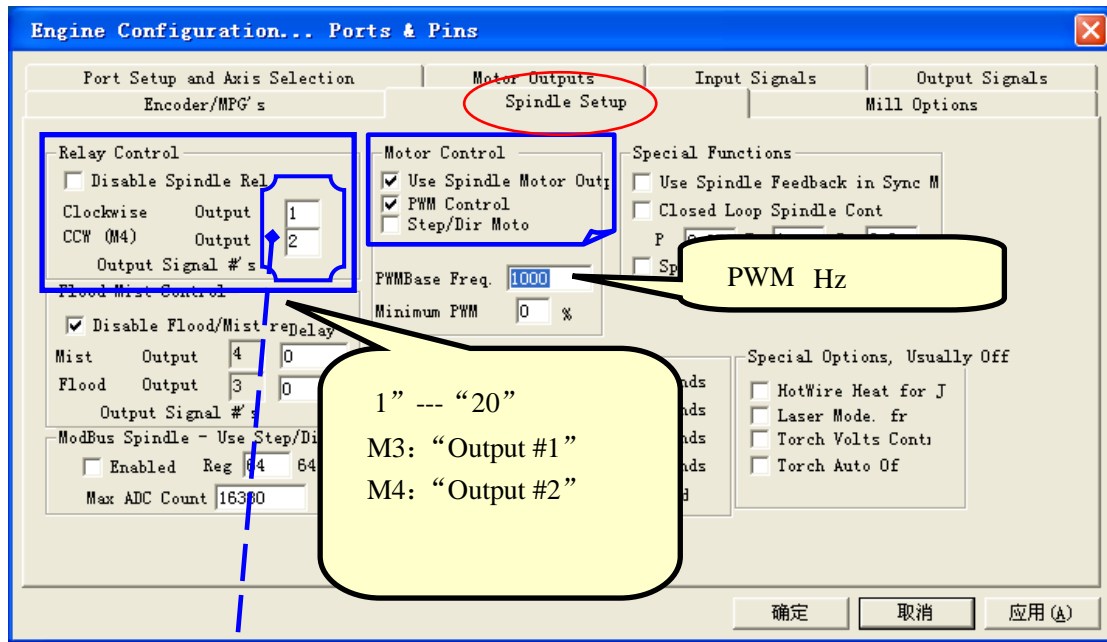 Engine Configuration... Ports & Pins
Port Setup and Axis Selection
Motor Outputs
Input Signals
Output Signals
Encoder/MPG's
Spindle Setup
Mill Options
Relay Control
Disable Spindle Rel
Clockwise Output 1
CCW (M4) Output 2
Output Signal #'s
Motor Control
Use Spindle Motor Outp
PWM Control
Step/Dir Moto
PWMBase Freq. 1000
Minimum PWM 0 %
Special Functions
Use Spindle Feedback in Sync M
Closed Loop Spindle Cont
P
Sp
PWM Hz
Flood Mist Control
Disable Flood/Mist re
Delay
Mist Output 4 0
Flood Output 3 0
Output Signal #'s
ModBus Spindle - Use Step/Di
Enabled Reg 64 64
Max ADC Count 16380
1” --- “20”
M3：“Output #1”
M4：“Output #2”
nds
nds
nds
nds
Special Options, Usually Off
HotWire Heat for J
Laser Mode. fr
Torch Volts Cont
Torch Auto Of
确定
取消
应用(A)